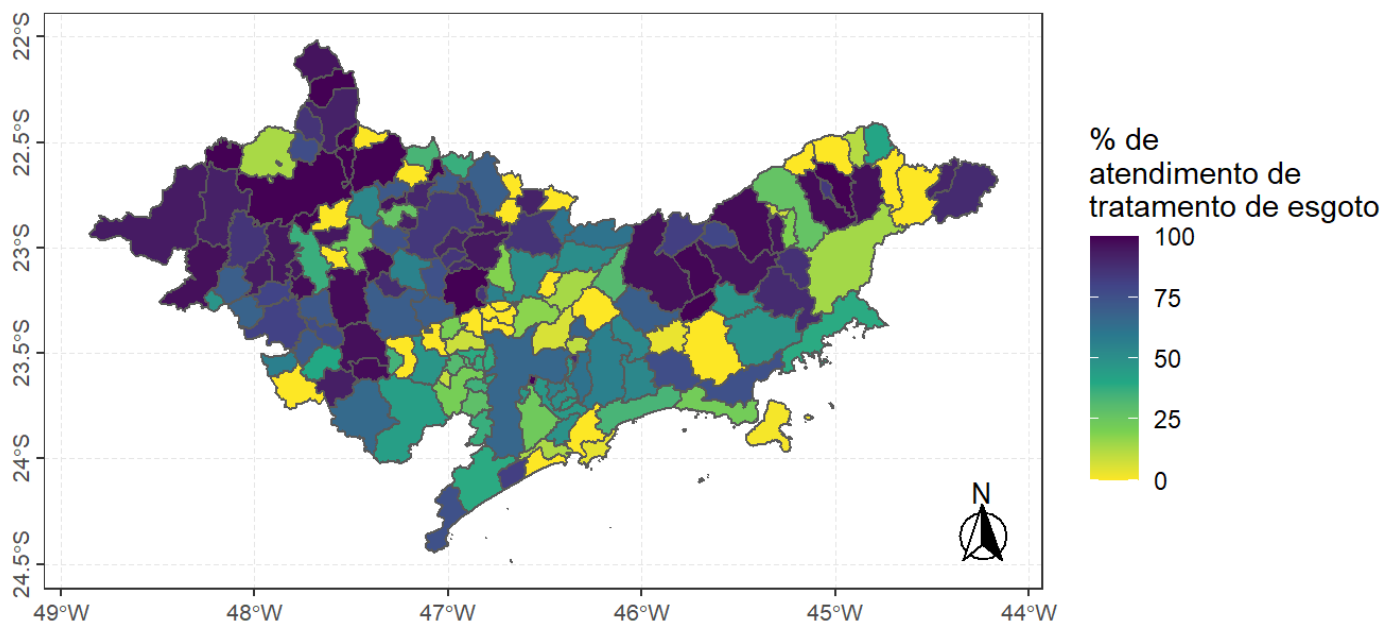 22°S
22.5°S
23°S
23.5°S
24°S
24.5°S
49°W
48°W
47°W
46°W
45°W
44°W
N
% de
atendimento de
tratamento de esgoto
100
75
50
25
0